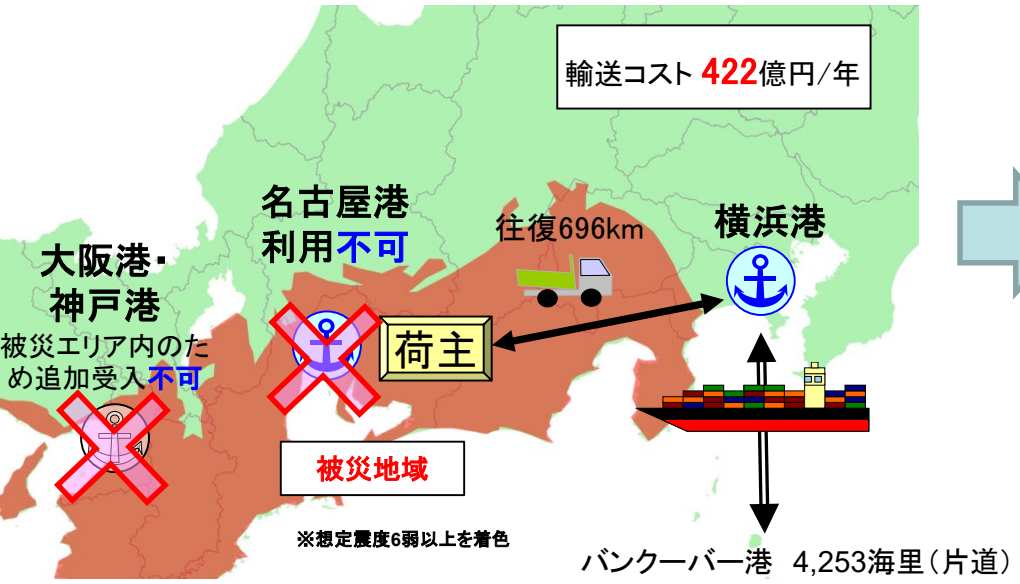 輸送コスト 422億円/年
名古屋港
利用不可
往復696km
横浜港
大阪港・
神戸港
被災エリア内のた
め追加受入不可
荷主
被災地域
※想定震度6弱以上を着色
バンクーバー港 4,253海里(片道)